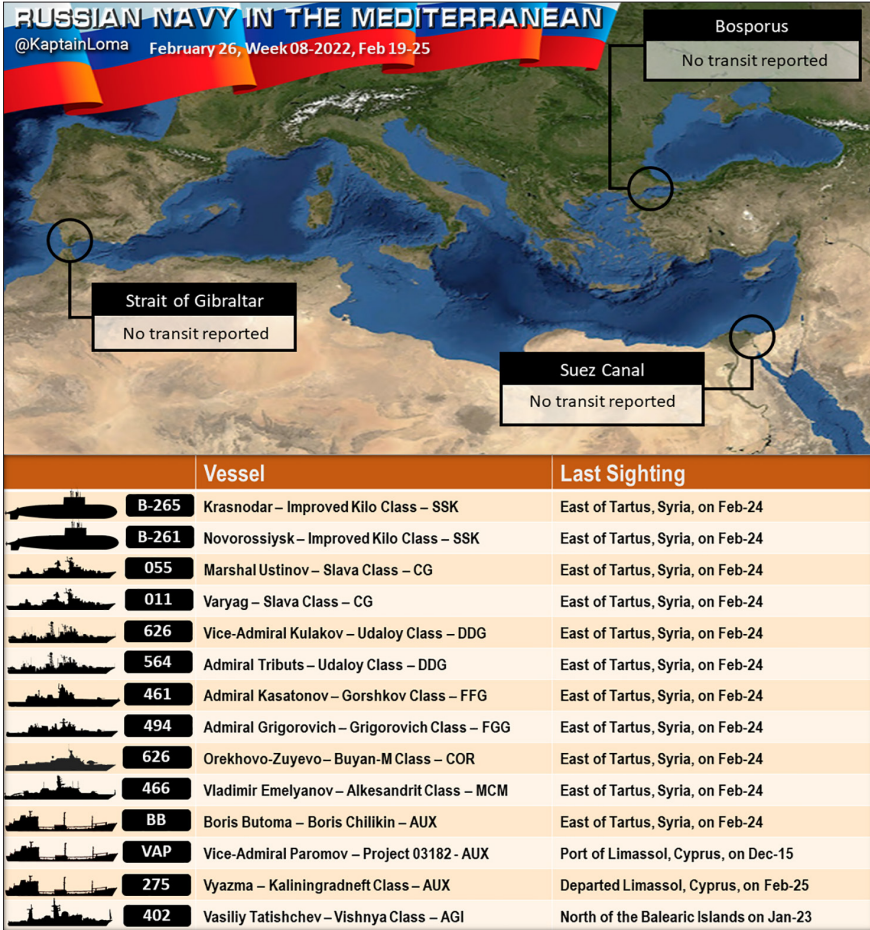 RUSSIAN NAVY IN THE MEDITERRANEAN
@KaptainLoma February 26, Week 08-2022, Feb 19-25
Bosporus
No transit reported
Strait of Gibraltar
No transit reported
Suez Canal
No transit reported
Vessel Last Sighting
B-265 Krasnodar – Improved Kilo Class – SSK East of Tartus, Syria, on Feb-24
B-261 Novorossiysk – Improved Kilo Class – SSK East of Tartus, Syria, on Feb-24
055 Marshal Ustinov – Slava Class – CG East of Tartus, Syria, on Feb-24
011 Varyag – Slava Class – CG East of Tartus, Syria, on Feb-24
626 Vice-Admiral Kulakov – Udaloy Class – DDG East of Tartus, Syria, on Feb-24
564 Admiral Tributs – Udaloy Class – DDG East of Tartus, Syria, on Feb-24
461 Admiral Kasatonov – Gorshkov Class – FFG East of Tartus, Syria, on Feb-24
494 Admiral Grigorovich – Grigorovich Class – FGG East of Tartus, Syria, on Feb-24
626 Orekhovo-Zuyevo – Buyan-M Class – COR East of Tartus, Syria, on Feb-24
466 Vladimir Emelyanov – Alkesandrit Class – MCM East of Tartus, Syria, on Feb-24
BB Boris Butoma – Boris Chilikin – AUX East of Tartus, Syria, on Feb-24
VAP Vice-Admiral Paromov – Project 03182 - AUX Port of Limassol, Cyprus, on Dec-15
275 Vyazma – Kaliningradneft Class – AUX Departed Limassol, Cyprus, on Feb-25
402 Vasiliy Tatishchev – Vishnya Class – AGI North of the Balearic Islands on Jan-23